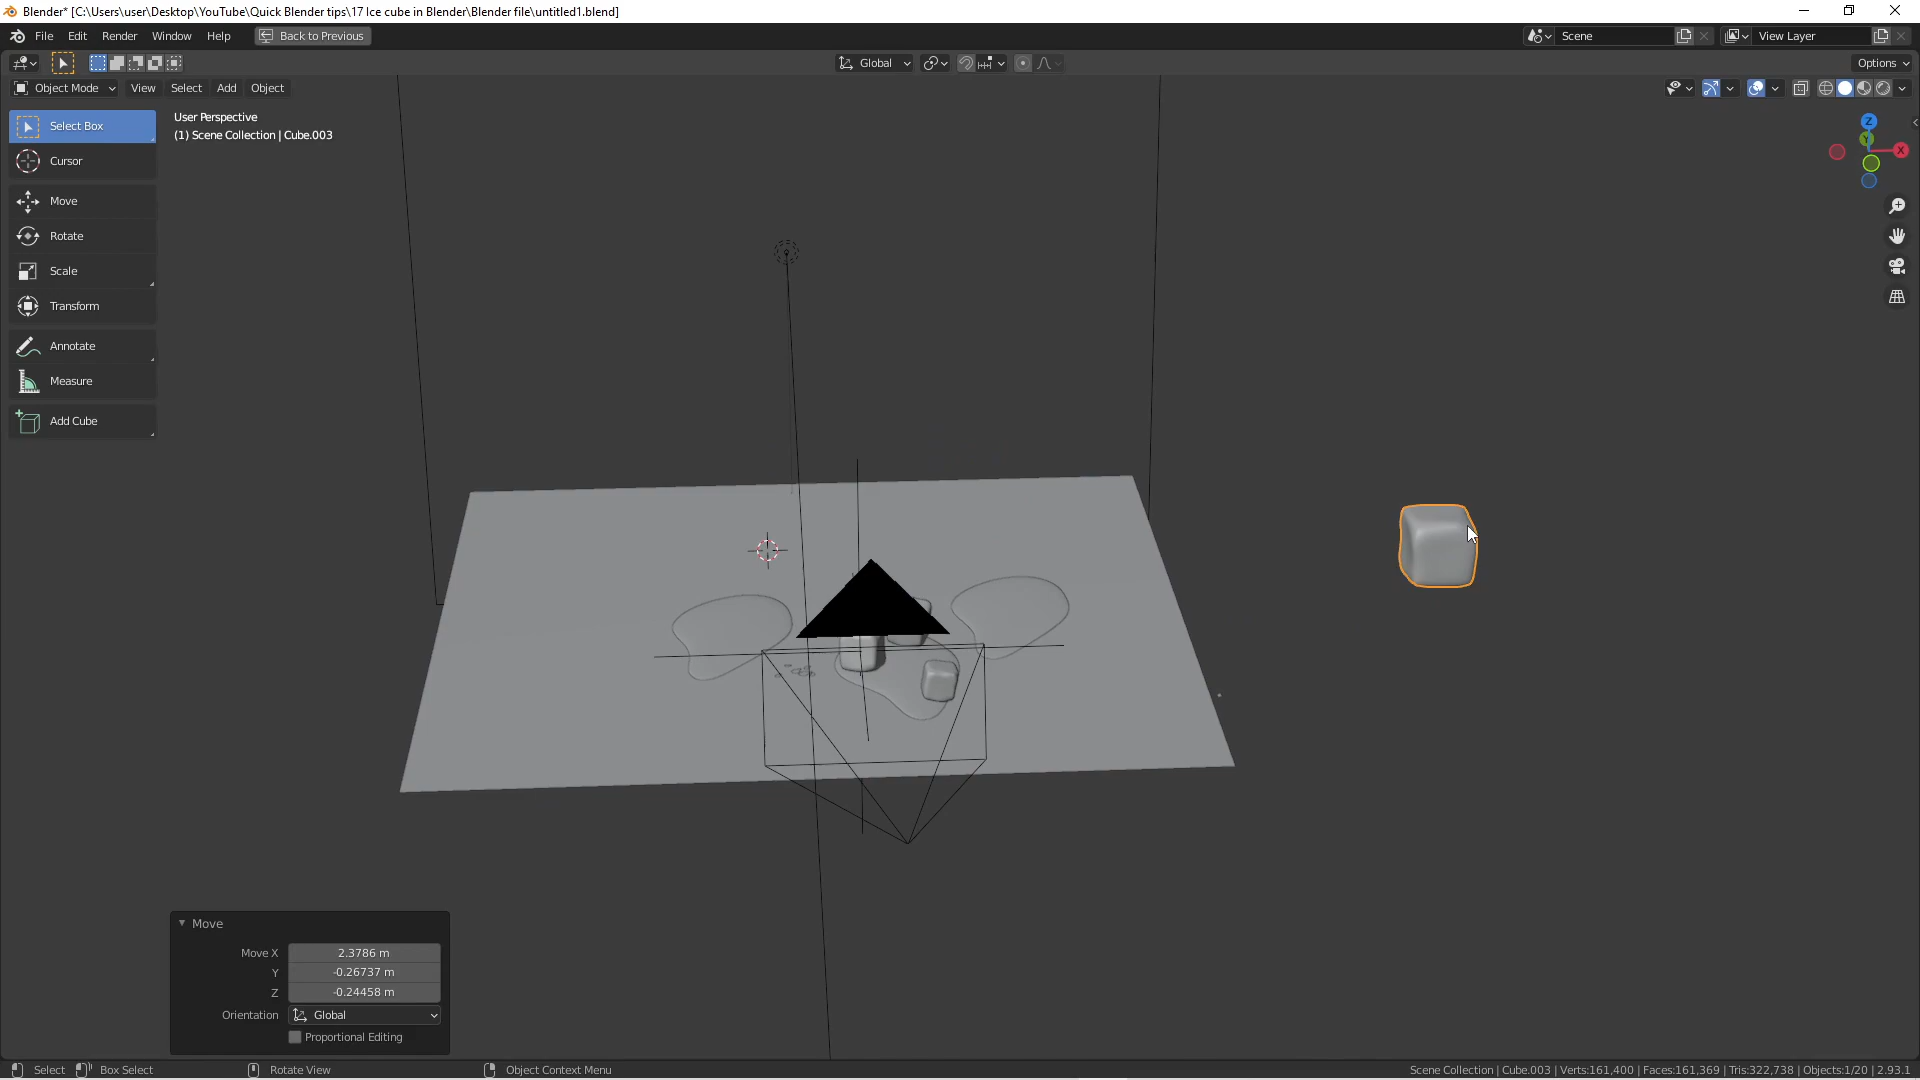 Blender* [C:\Users\user\Desktop\YouTube\Quick Blender tips\17 Ice cube in Blender\Blender file\untitled1.blend]
File Edit Render Window Help Back to Previous Scene View Layer
Global Options
Object Mode View Select Add Object
User Perspective
(1) Scene Collection | Cube.003
Select Box
Cursor
Move
Rotate
Scale
Transform
Annotate
Measure
Add Cube
Z
Y
X
Move
Move X 2.3786 m
Y -0.26737 m
Z -0.24458 m
Orientation Global
Proportional Editing
Select Box Select Rotate View Object Context Menu Scene Collection | Cube.003 | Verts:161,400 | Faces:161,369 | Tris:322,738 | Objects:1/20 | 2.93.1